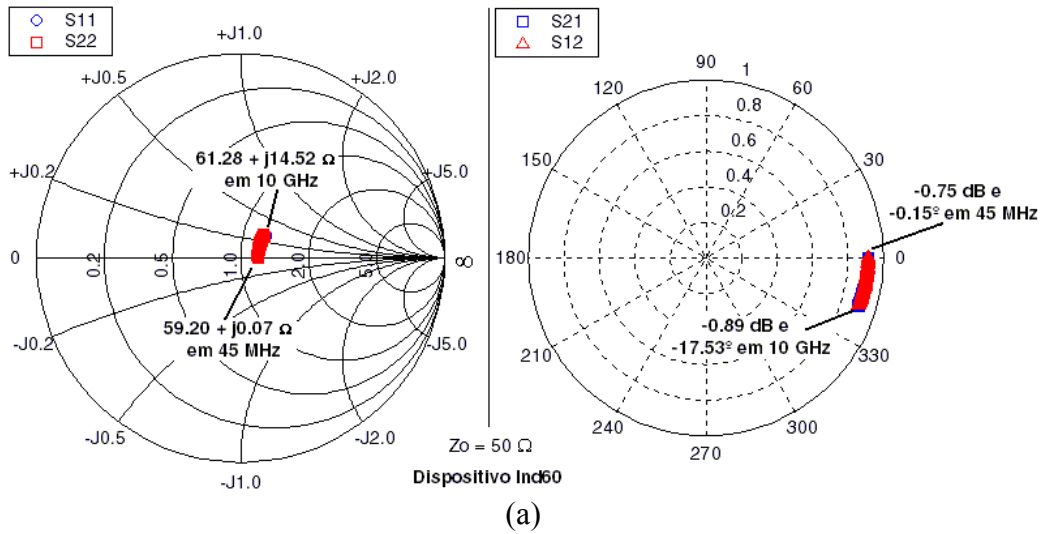 S11
S22
+J1.0
+J0.5
+J2.0
+J0.2
+J5.0
61.28 + j14.52 Ω
em 10 GHz
0
0.2
0.5
1.0
2.0
5.0
∞
59.20 + j0.07 Ω
em 45 MHz
-J0.2
-J5.0
-J0.5
-J2.0
-J1.0
S21
S12
90
1
120
60
0.8
0.6
0.4
0.2
150
30
-0.75 dB e
-0.15º em 45 MHz
180
0
-0.89 dB e
-17.53º em 10 GHz
210
330
240
300
270
Zo = 50 Ω
Dispositivo Ind60
(a)